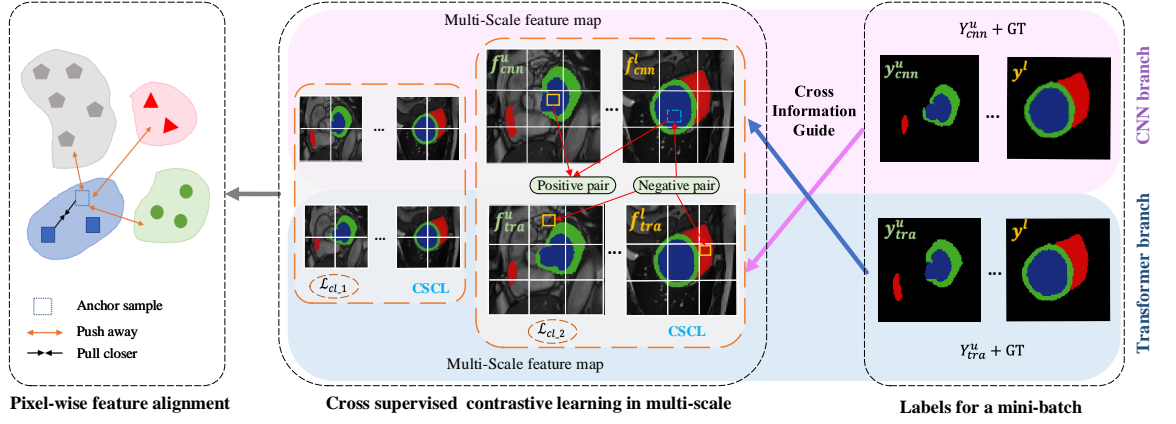 Anchor sample
Push away
Pull closer
Pixel-wise feature alignment
Multi-Scale feature map
f^u_cnn
...
f^l_cnn
...
Positive pair
Negative pair
f^u_tra
...
f^l_tra
...
ℒ_cl_1
CSCL
ℒ_cl_2
CSCL
Multi-Scale feature map
Cross supervised contrastive learning in multi-scale
Cross
Information
Guide
Y^u_cnn + GT
y^u_cnn
...
y^l
y^u_tra
...
y^l
Y^u_tra + GT
Labels for a mini-batch
CNN branch
Transformer branch